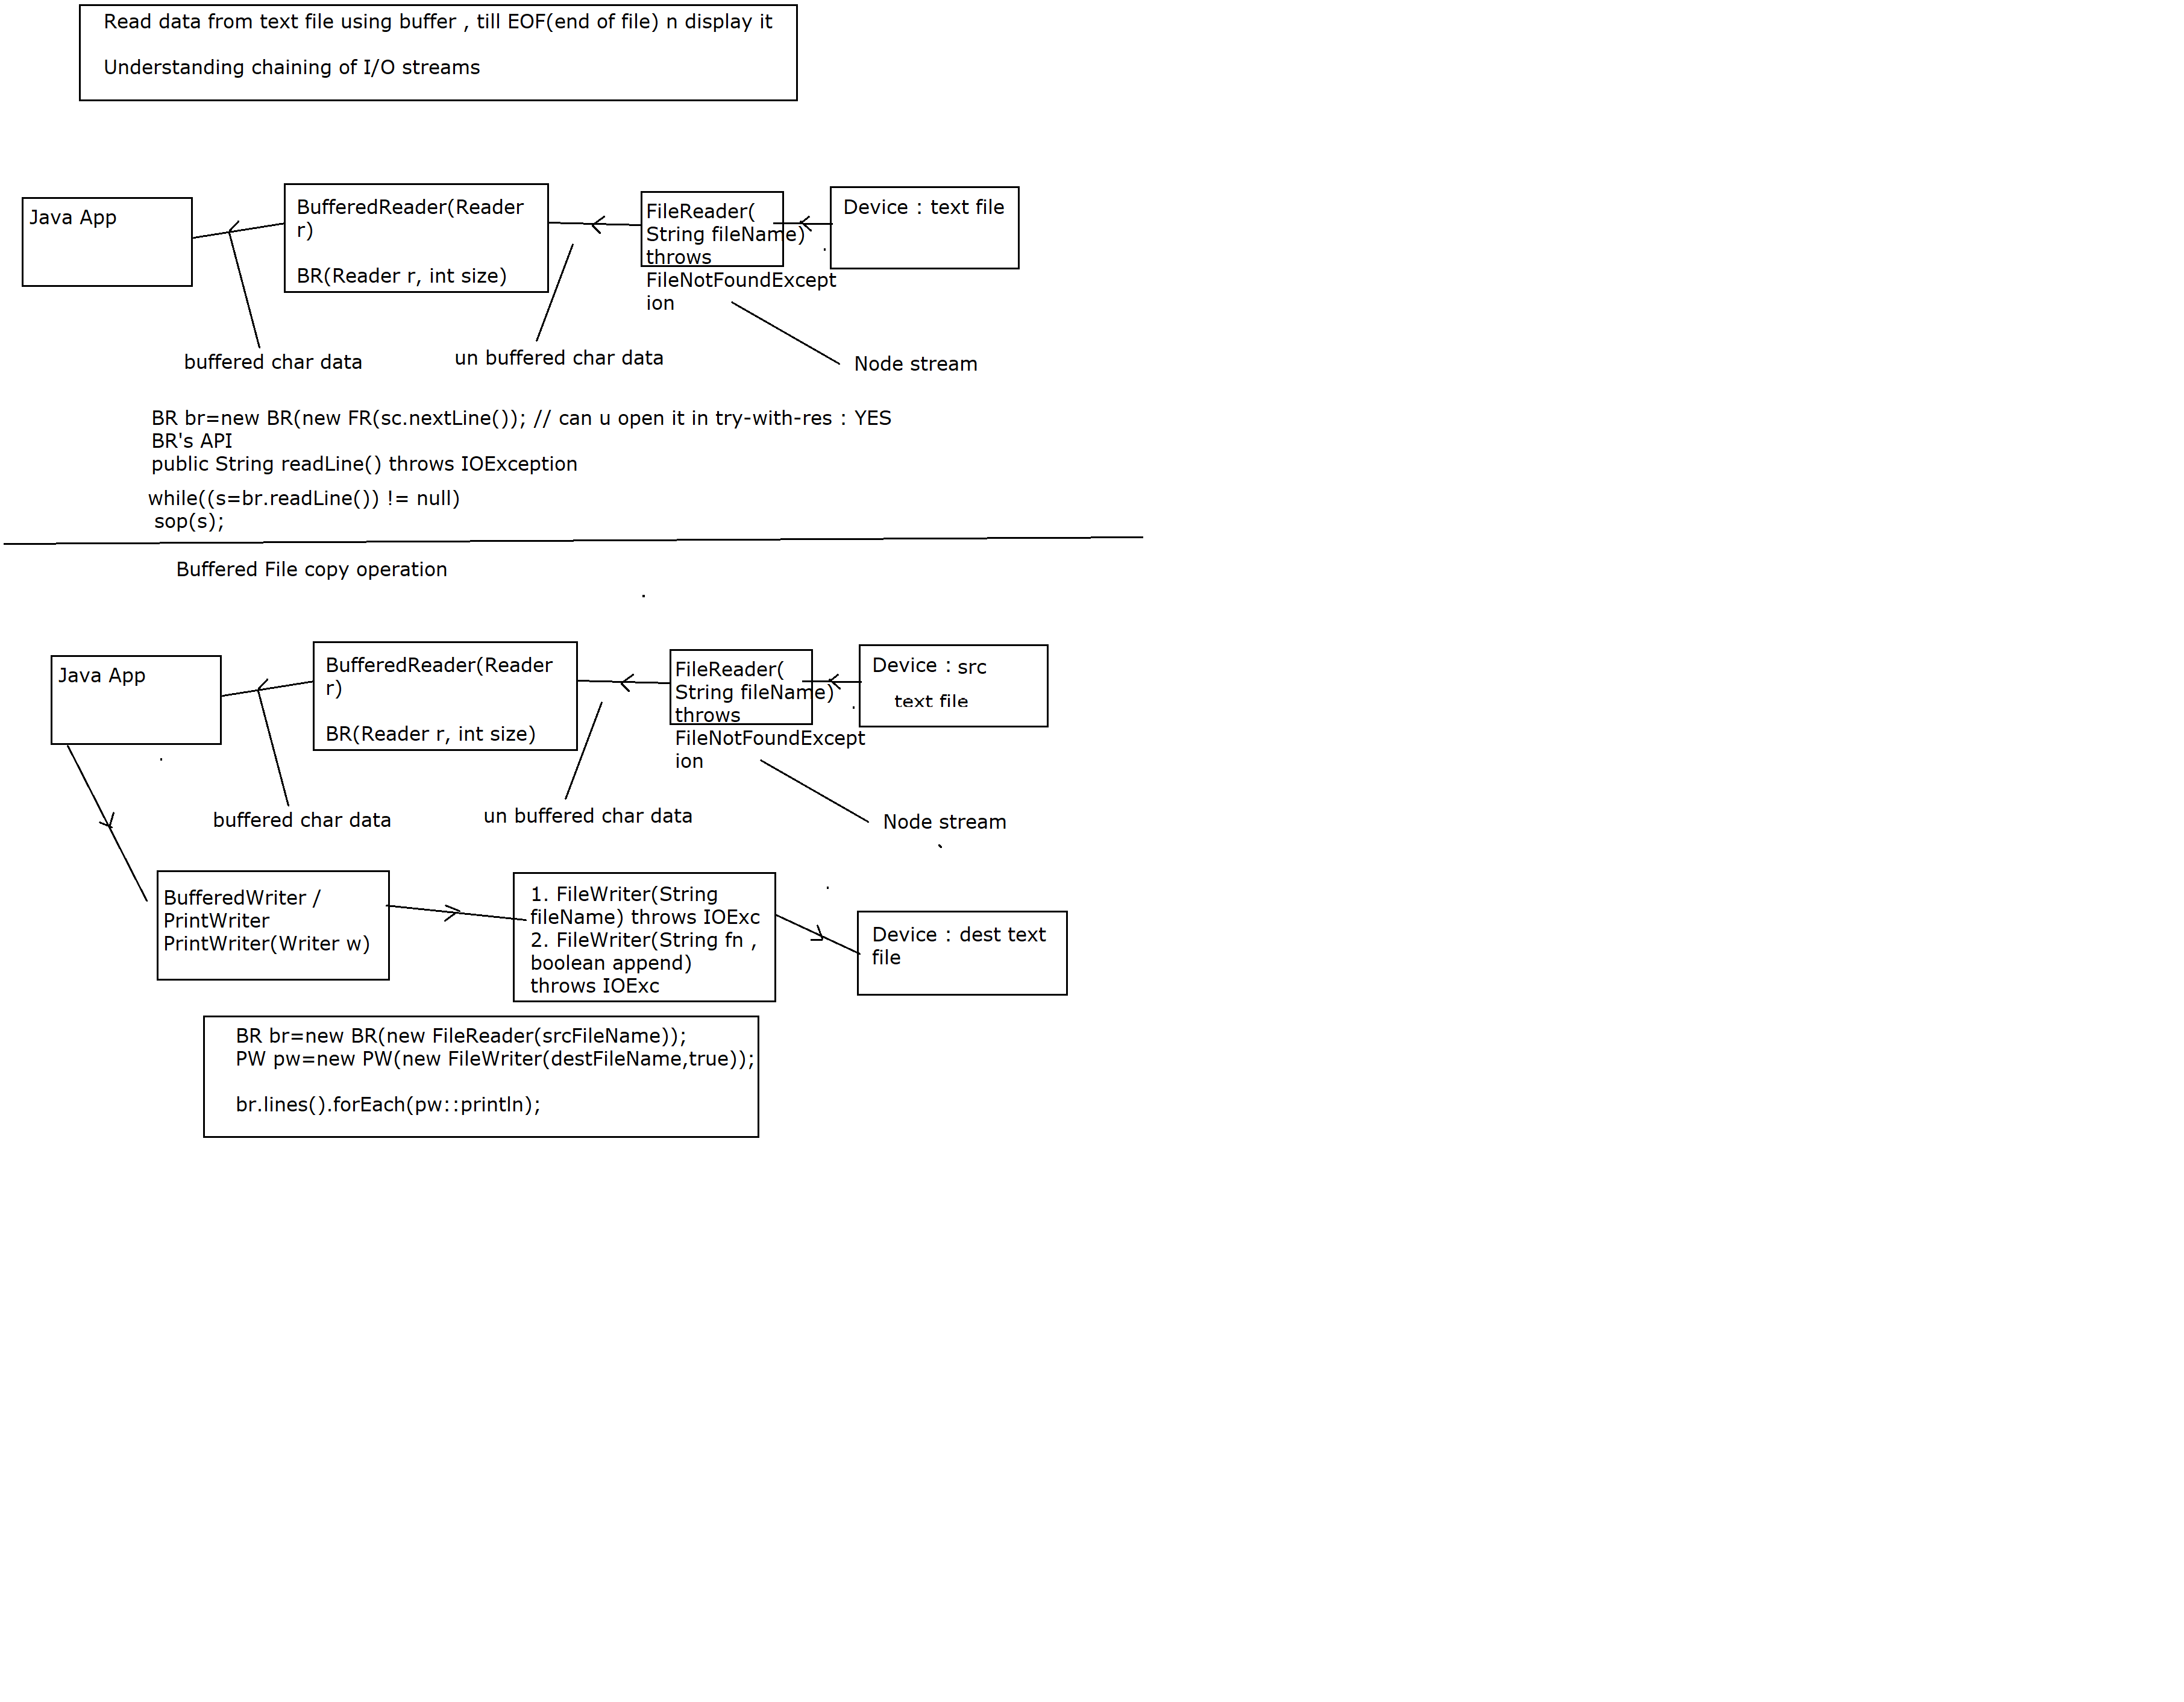 Read data from text file using buffer , till EOF(end of file) n display it
Understanding chaining of I/O streams
Java App
BufferedReader(Reader
r)
BR(Reader r, int size)
FileReader(
String fileName)
throws
FileNotFoundExcept
ion
Device : text file
buffered char data
un buffered char data
Node stream
BR br=new BR(new FR(sc.nextLine()); // can u open it in try-with-res : YES
BR's API
public String readLine() throws IOException
while((s=br.readLine()) != null)
sop(s);
Buffered File copy operation
Java App
BufferedReader(Reader
r)
BR(Reader r, int size)
FileReader(
String fileName)
throws
FileNotFoundExcept
ion
Device : src
text file
buffered char data
un buffered char data
Node stream
BufferedWriter /
PrintWriter
PrintWriter(Writer w)
1. FileWriter(String
fileName) throws IOExc
2. FileWriter(String fn ,
boolean append)
throws IOExc
Device : dest text
file
BR br=new BR(new FileReader(srcFileName));
PW pw=new PW(new FileWriter(destFileName,true));
br.lines().forEach(pw::println);